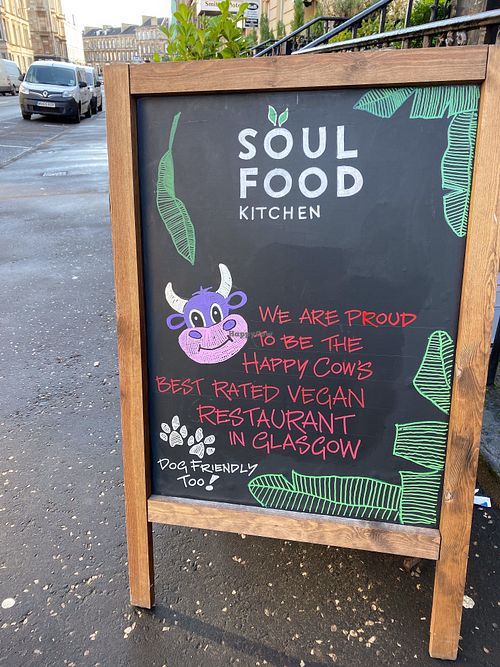 SOUL
FOOD
KITCHEN
WE ARE PROUD
TO BE THE
HAPPY COW'S
BEST RATED VEGAN
RESTAURANT
IN GLASGOW
DOG FRIENDLY
TOO!